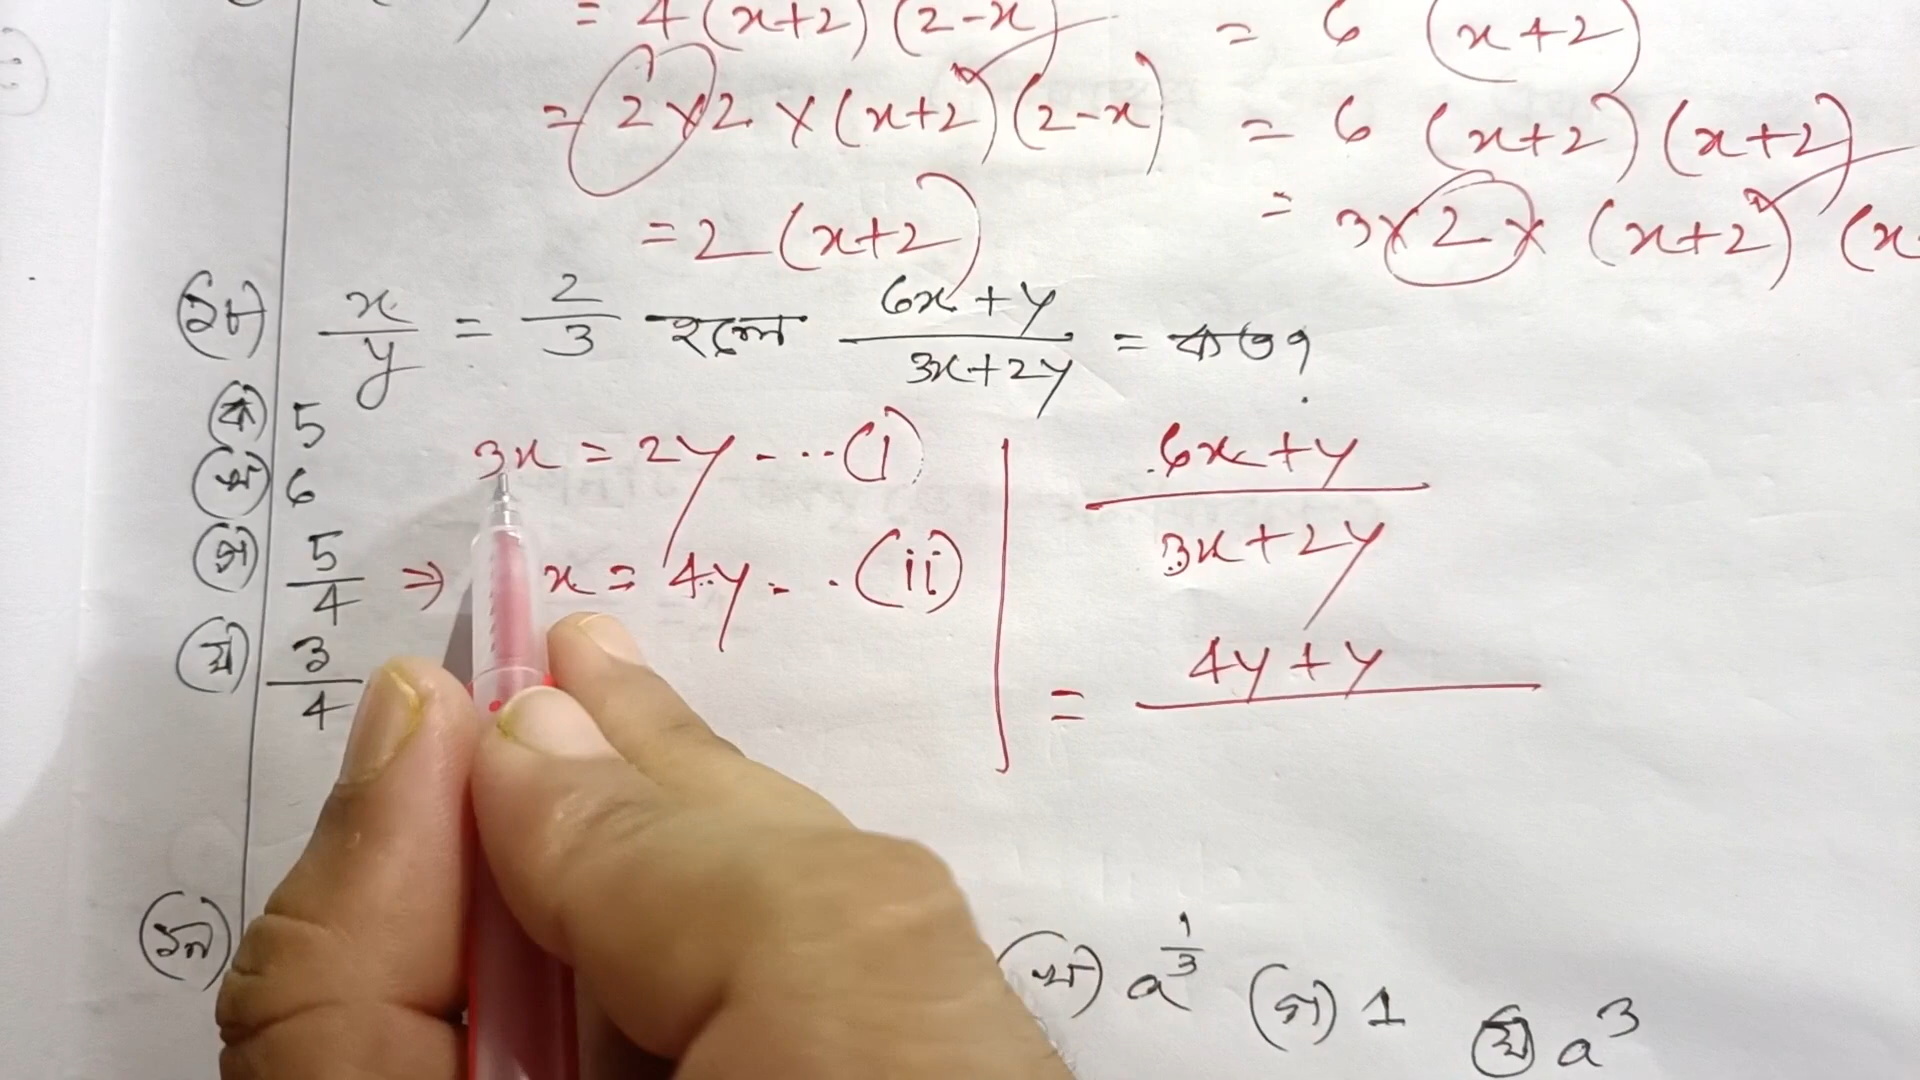 = 4 (x+2) (2-x)
= 2×2 × (x+2) (2-x)
= 2 (x+2)
= 6 (x+2)
= 6 (x+2) (x+2)
= 3×2× (x+2) (x
(২৮) x/y = 2/3 হলে (6x+y)/(3x+2y) = কত?
(ক) 5
(খ) 6
(গ) 5/4
(ঘ) 3/4
3x = 2y - ... (i)
⇒ x = 4y - .. (ii)
(6x+y)/(3x+2y)
= 4y+y
(খ) a^(1/3) (গ) 1 (ঘ) a³